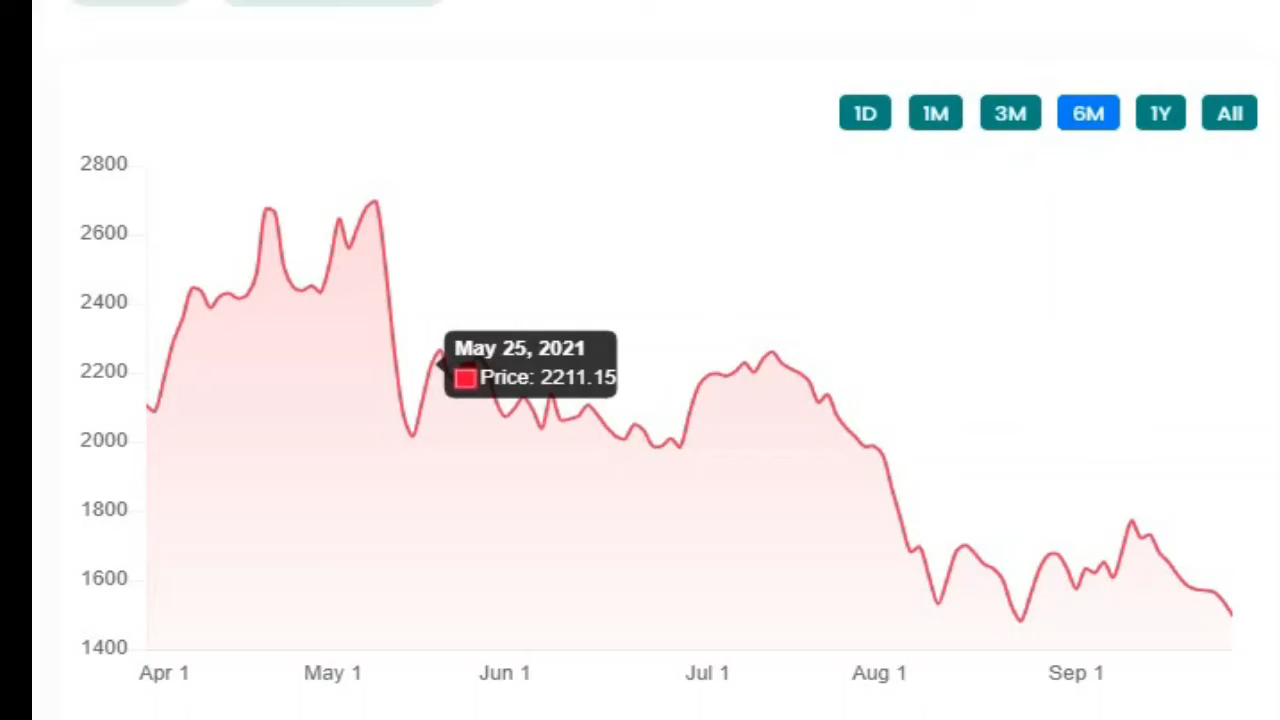 1D 1M 3M 6M 1Y All
2800
2600
2400
2200
2000
1800
1600
1400
May 25, 2021
Price: 2211.15
Apr 1 May 1 Jun 1 Jul 1 Aug 1 Sep 1